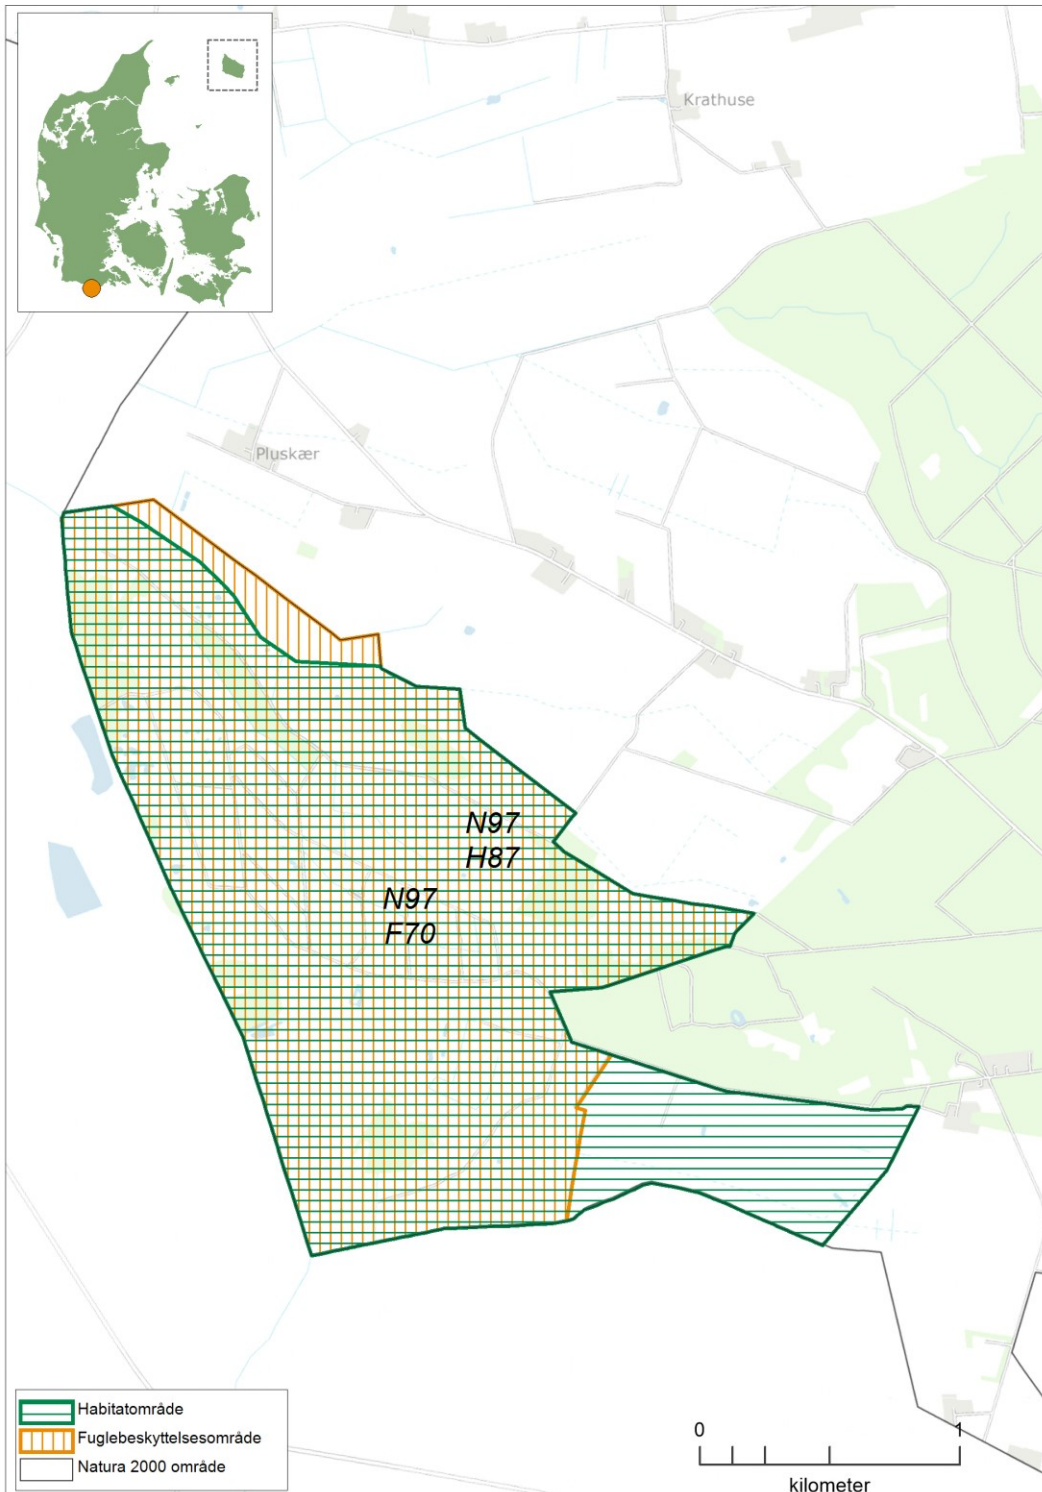 Krathuse
Pluskær
N97
H87
N97
F70
Habitatområde
Fuglebeskyttelsesområde
Natura 2000 område
0 1
kilometer